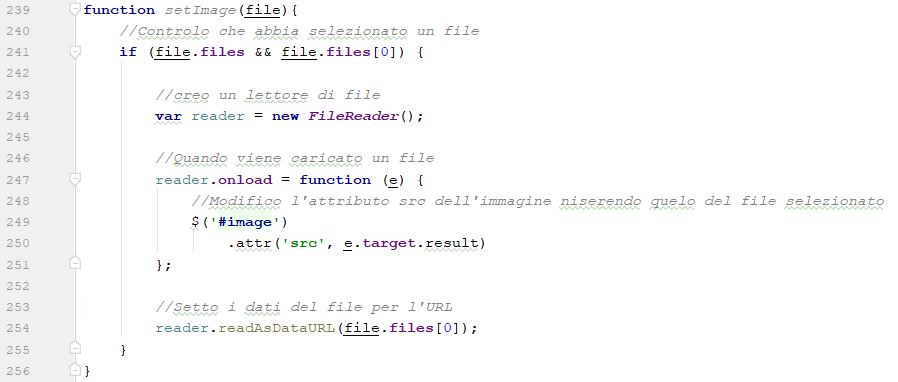 239 function setImage(file){
240 //Controlo che abbia selezionato un file
241 if (file.files && file.files[0]) {
242
243 //creo un lettore di file
244 var reader = new FileReader();
245
246 //Quando viene caricato un file
247 reader.onload = function (e) {
248 //Modifico l'attributo src dell'immagine niserendo quelo del file selezionato
249 $('#image')
250 .attr('src', e.target.result)
251 };
252
253 //Setto i dati del file per l'URL
254 reader.readAsDataURL(file.files[0]);
255 }
256 }